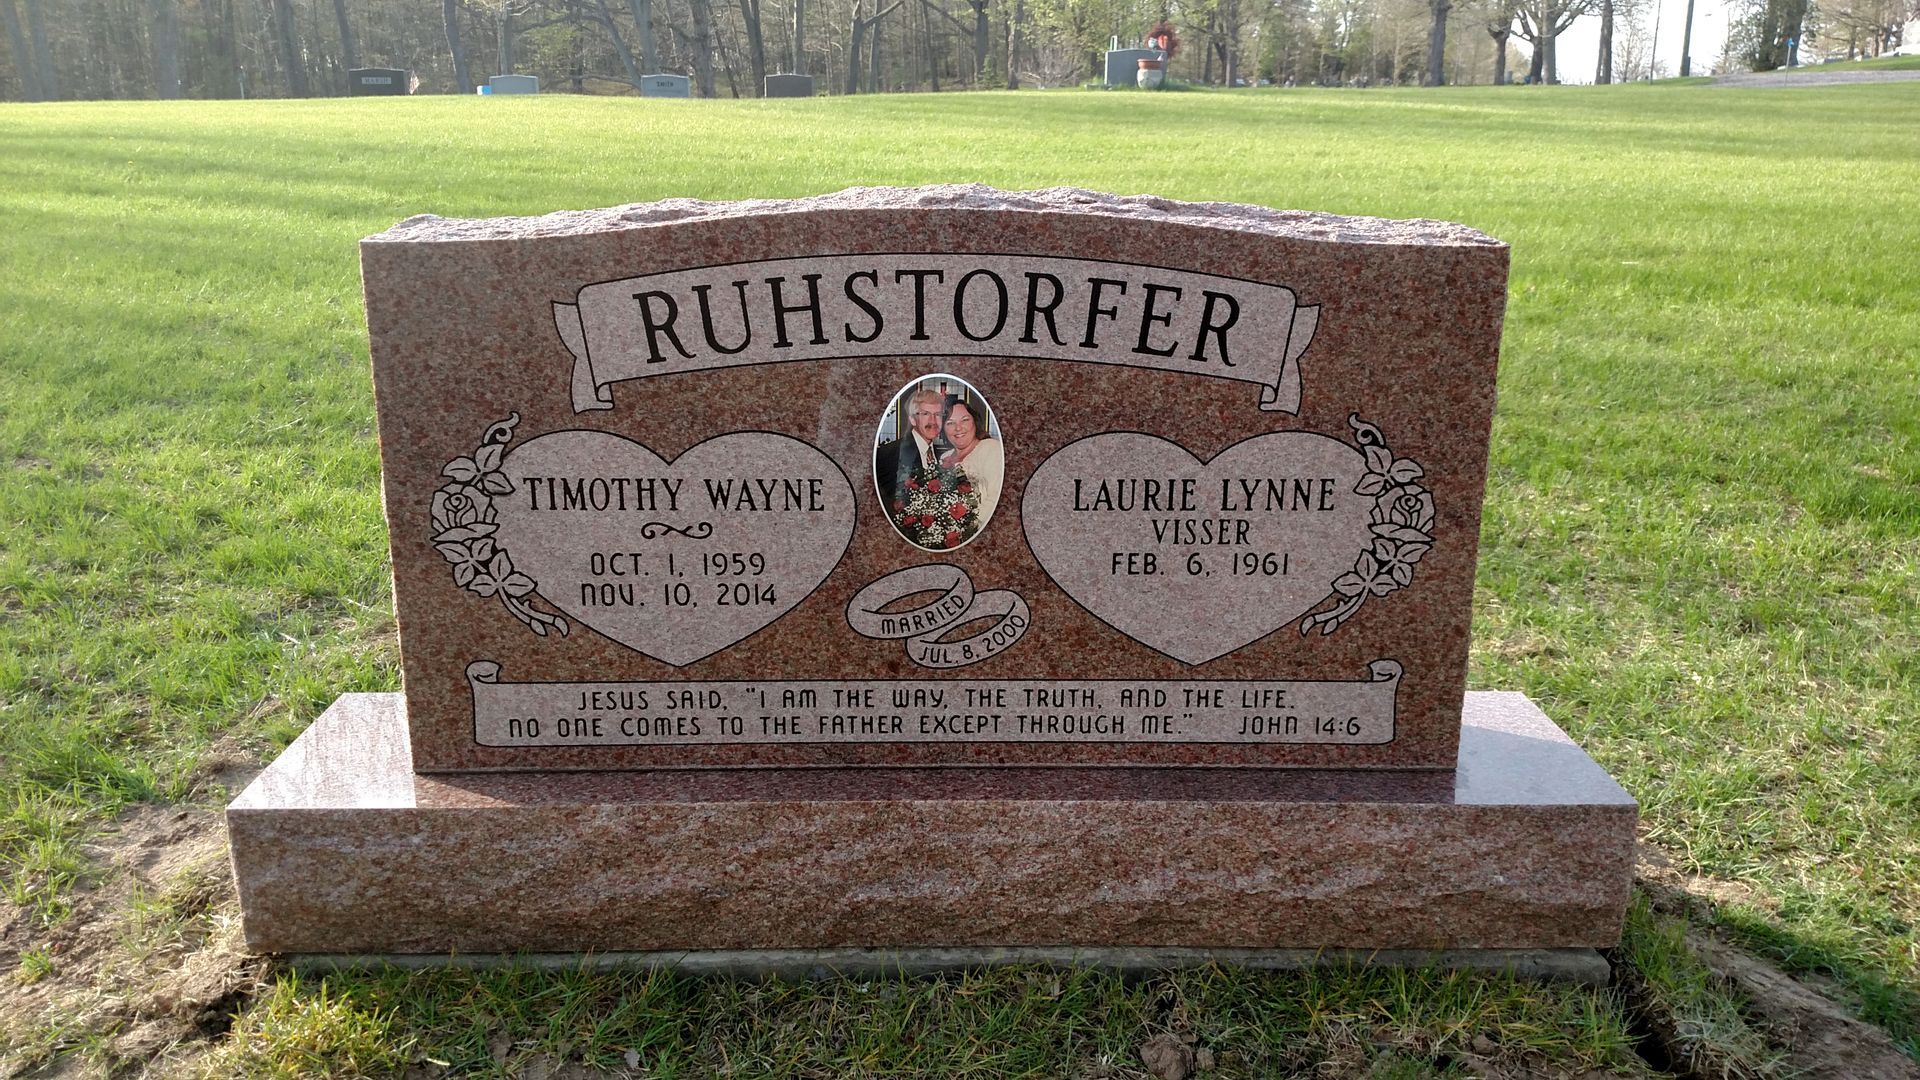 SMITH
RUHSTORFER
TIMOTHY WAYNE
OCT. 1, 1959
NOV. 10, 2014
LAURIE LYNNE
VISSER
FEB. 6, 1961
MARRIED
JUL. 8, 2000
JESUS SAID, "I AM THE WAY, THE TRUTH, AND THE LIFE.
NO ONE COMES TO THE FATHER EXCEPT THROUGH ME." JOHN 14:6